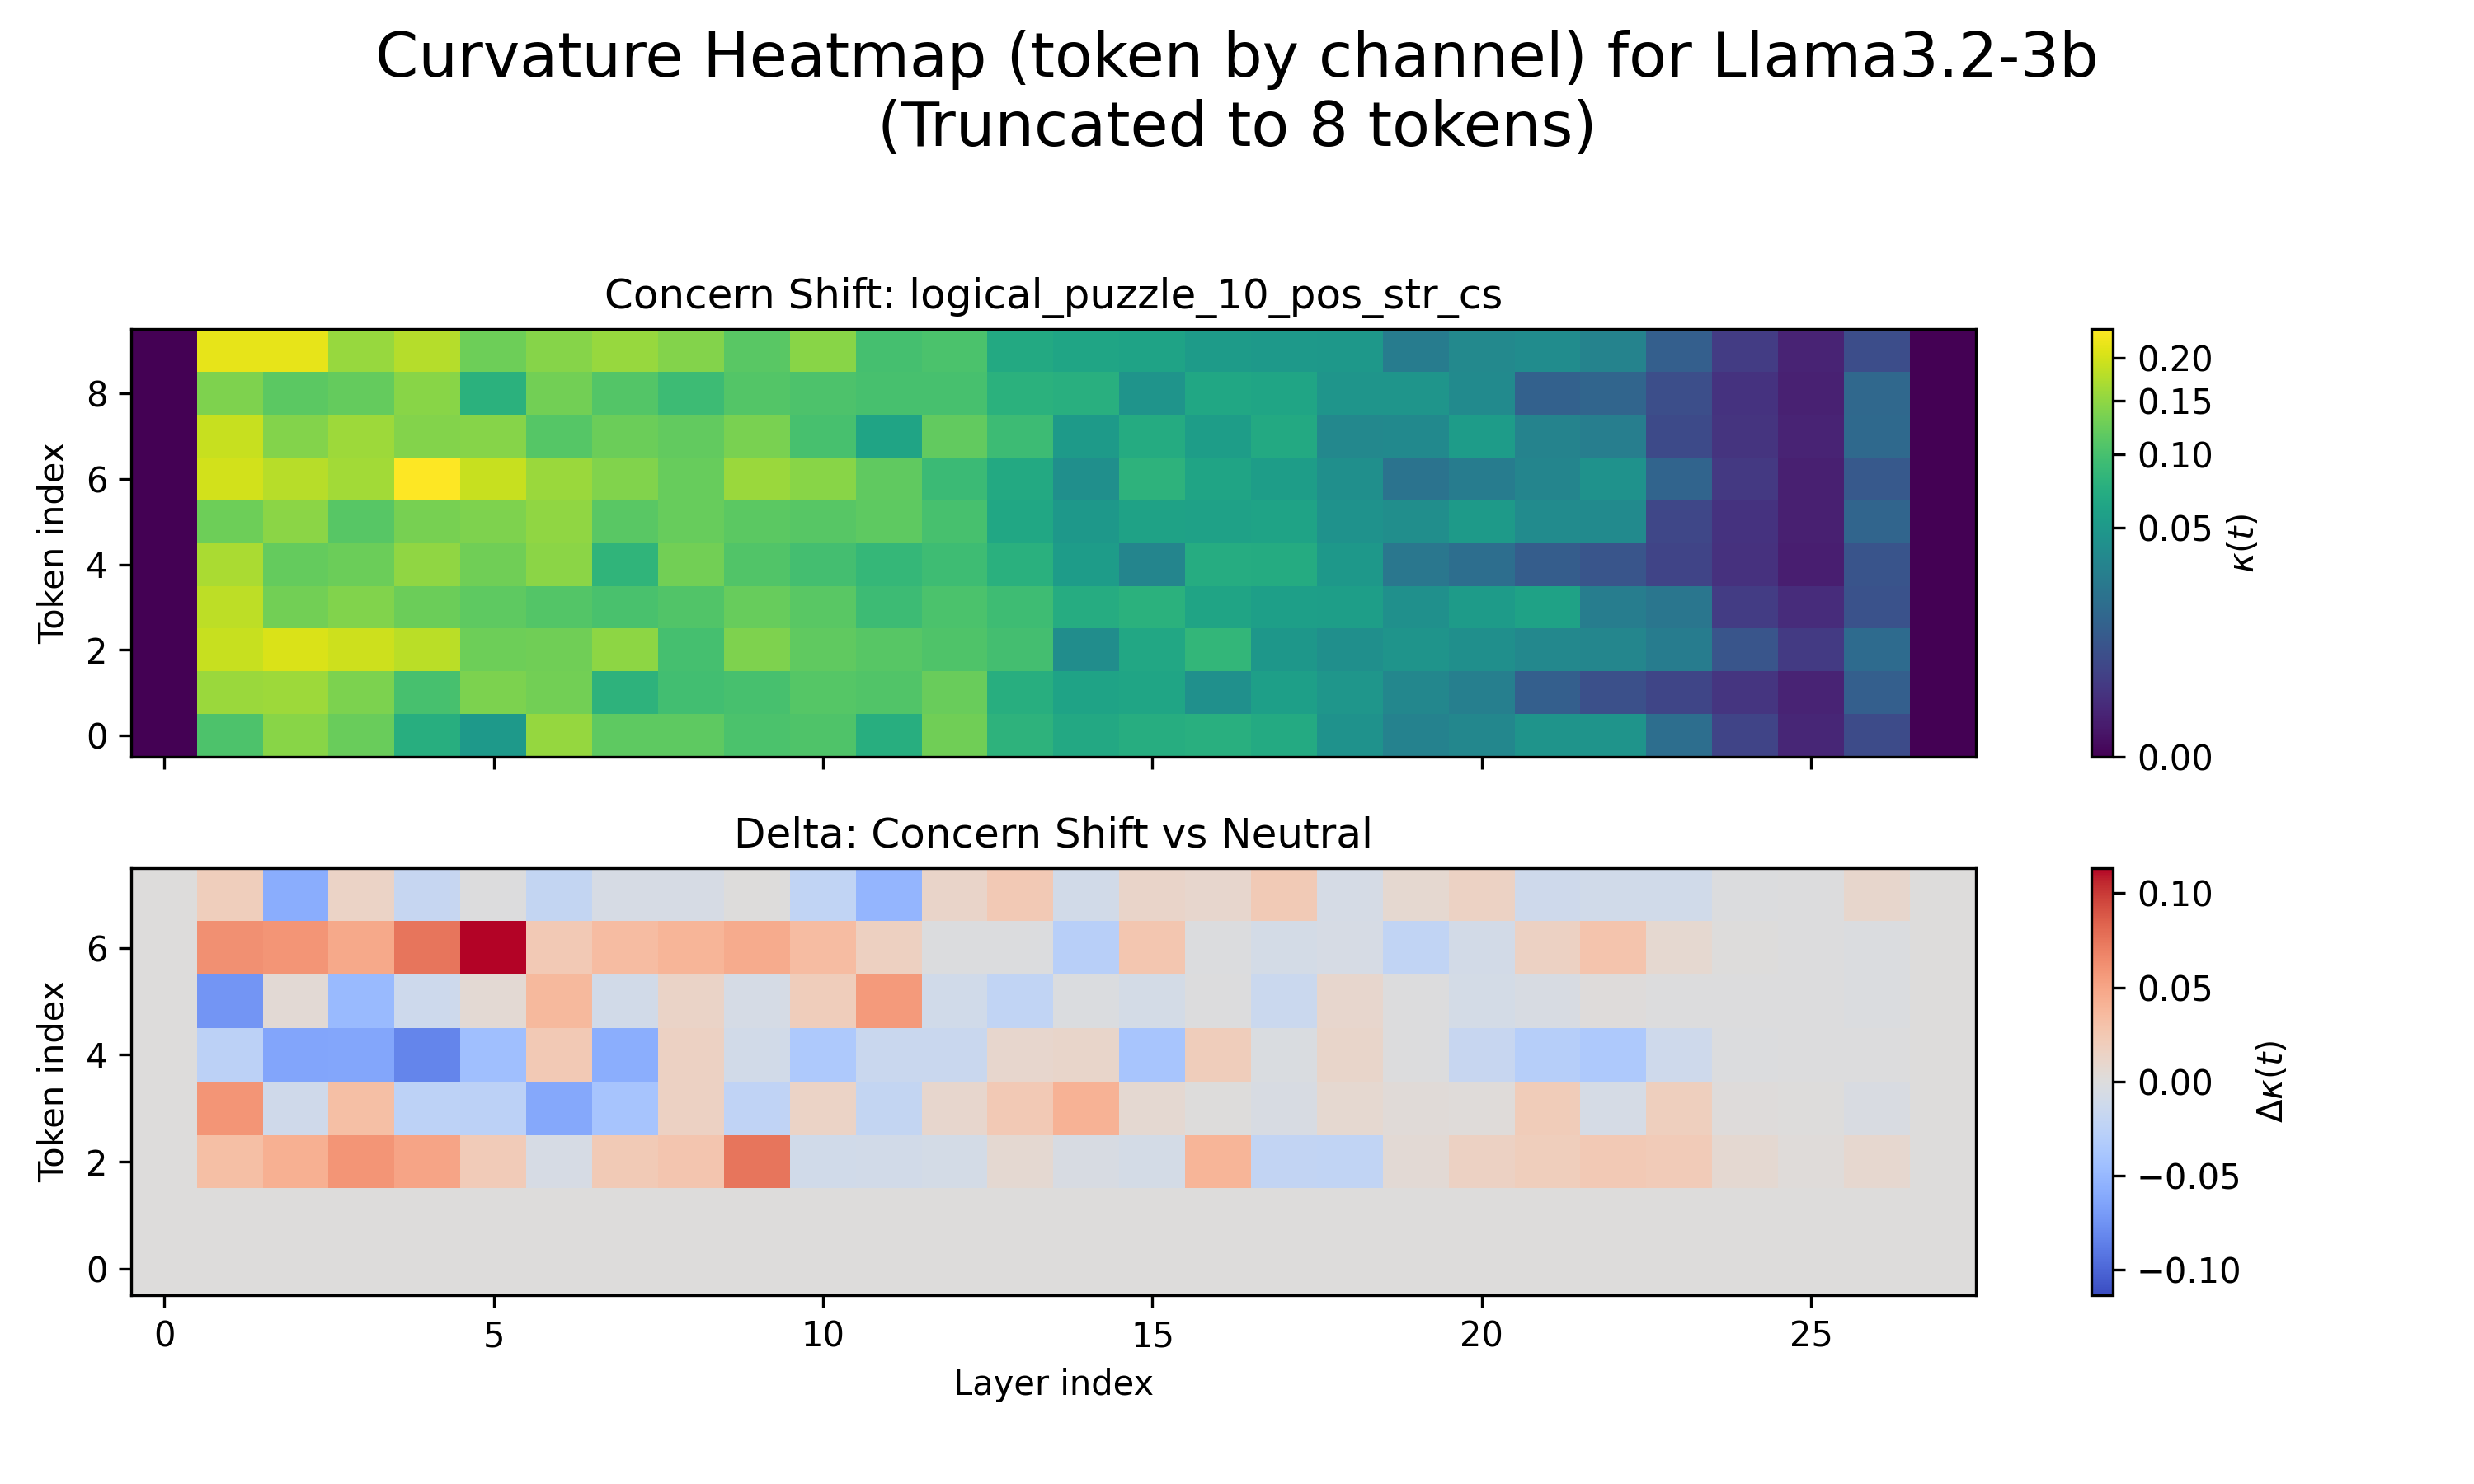 Curvature Heatmap (token by channel) for Llama3.2-3b
(Truncated to 8 tokens)
Concern Shift: logical_puzzle_10_pos_str_cs
Token index
8
6
4
2
0
0.20
0.15
0.10
0.05
0.00
κ(t)
Delta: Concern Shift vs Neutral
Token index
6
4
2
0
0.10
0.05
0.00
−0.05
−0.10
Δκ(t)
0 5 10 15 20 25
Layer index